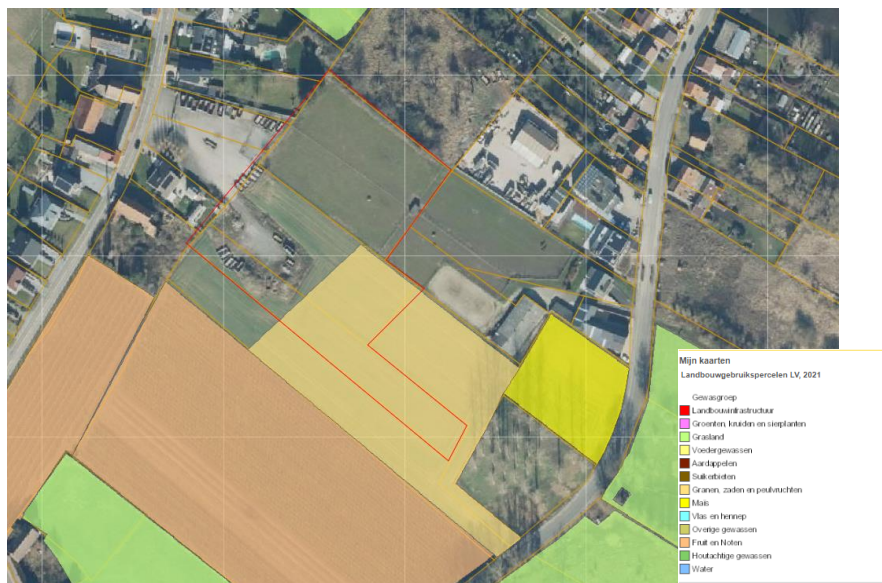 Mijn kaarten
Landbouwgebruikspercelen LV, 2021
Gewasgroep
Landbouwinfrastructuur
Groenten, kruiden en sierplanten
Grasland
Voedergewassen
Aardappelen
Suikerbieten
Granen, zaden en peulvruchten
Maïs
Vlas en hennep
Overige gewassen
Fruit en Noten
Houtachtige gewassen
Water